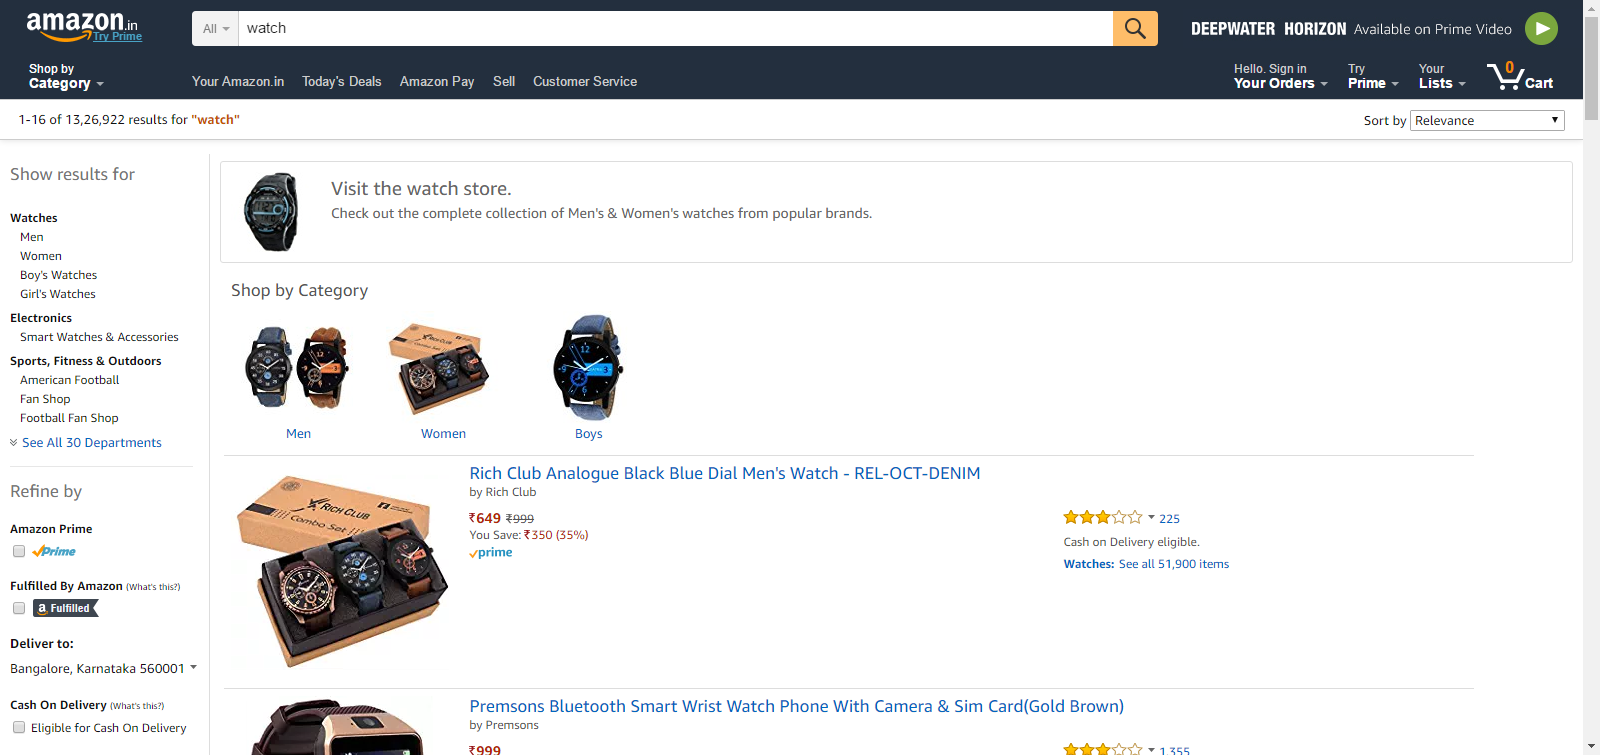 amazon.in
Try Prime
All
watch
DEEPWATER HORIZON Available on Prime Video
Shop by
Category
Your Amazon.in
Today's Deals
Amazon Pay
Sell
Customer Service
Hello. Sign in
Your Orders
Try
Prime
Your
Lists
0
Cart
1-16 of 13,26,922 results for "watch"
Sort by Relevance
Show results for
Watches
Men
Women
Boy's Watches
Girl's Watches
Electronics
Smart Watches & Accessories
Sports, Fitness & Outdoors
American Football
Fan Shop
Football Fan Shop
See All 30 Departments
Refine by
Amazon Prime
Prime
Fulfilled By Amazon (What's this?)
a Fulfilled
Deliver to:
Bangalore, Karnataka 560001
Cash On Delivery (What's this?)
Eligible for Cash On Delivery
Visit the watch store.
Check out the complete collection of Men's & Women's watches from popular brands.
Shop by Category
Men
Women
Boys
RICH CLUB
Combo Set
Rich Club Analogue Black Blue Dial Men's Watch - REL-OCT-DENIM
by Rich Club
₹649 ₹999
You Save: ₹350 (35%)
prime
225
Cash on Delivery eligible.
Watches: See all 51,900 items
Premsons Bluetooth Smart Wrist Watch Phone With Camera & Sim Card(Gold Brown)
by Premsons
₹999
1,355